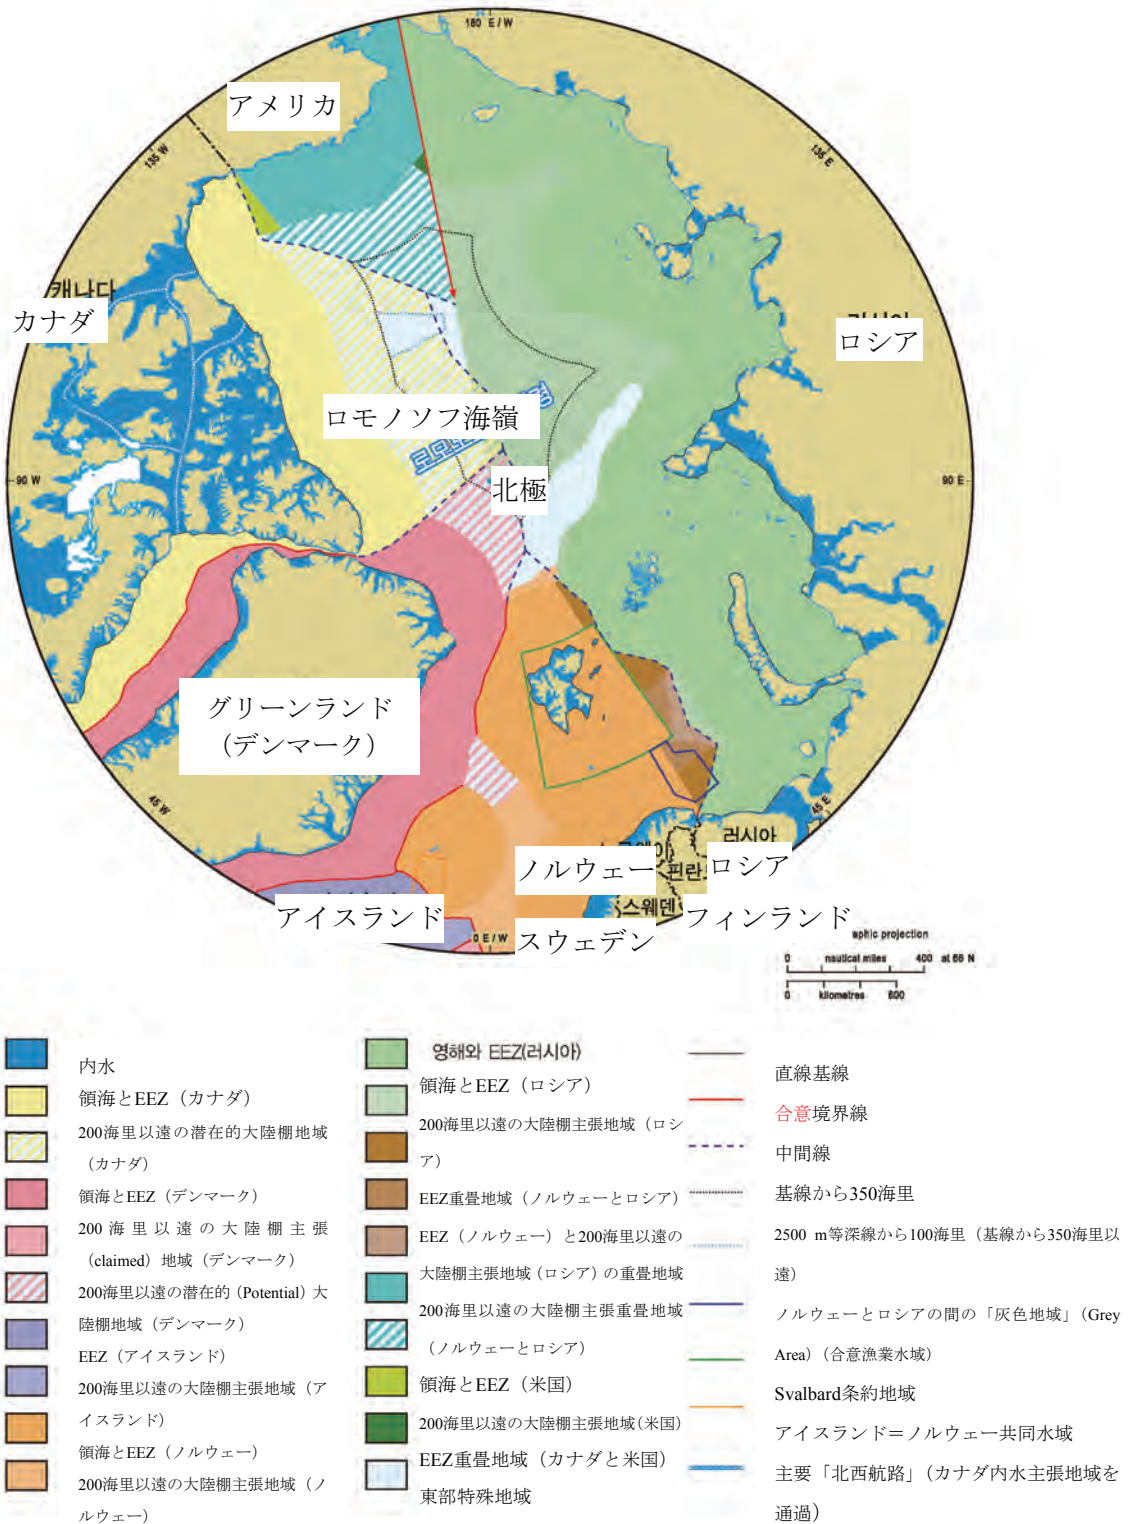 180 E/W
アメリカ
135 W
135 E
캐나다
カナダ
ロシア
ロモノソフ海嶺
90 W
北極
90 E
グリーンランド
（デンマーク）
45 W
45 E
러시아
ノルウェー
핀란
ロシア
アイスランド
스웨덴
フィンランド
0 E/W
スウェデン
aphic projection
0 nautical miles 400 at 66 N
0 kilometres 600
内水
領海とEEZ（カナダ）
200海里以遠の潜在的大陸棚地域
（カナダ）
領海とEEZ（デンマーク）
200海里以遠の大陸棚主張
（claimed）地域（デンマーク）
200海里以遠の潜在的（Potential）大
陸棚地域（デンマーク）
EEZ（アイスランド）
200海里以遠の大陸棚主張地域（ア
イスランド）
領海とEEZ（ノルウェー）
200海里以遠の大陸棚主張地域（ノ
ルウェー）
영해와 EEZ(러시아)
領海とEEZ（ロシア）
200海里以遠の大陸棚主張地域（ロシ
ア）
EEZ重畳地域（ノルウェーとロシア）
EEZ（ノルウェー）と200海里以遠の
大陸棚主張地域（ロシア）の重畳地域
200海里以遠の大陸棚主張重畳地域
（ノルウェーとロシア）
領海とEEZ（米国）
200海里以遠の大陸棚主張地域（米国）
EEZ重畳地域（カナダと米国）
東部特殊地域
直線基線
合意境界線
中間線
基線から350海里
2500 m等深線から100海里（基線から350海里以
遠）
ノルウェーとロシアの間の「灰色地域」（Grey
Area）（合意漁業水域）
Svalbard条約地域
アイスランド＝ノルウェー共同水域
主要「北西航路」（カナダ内水主張地域を
通過）